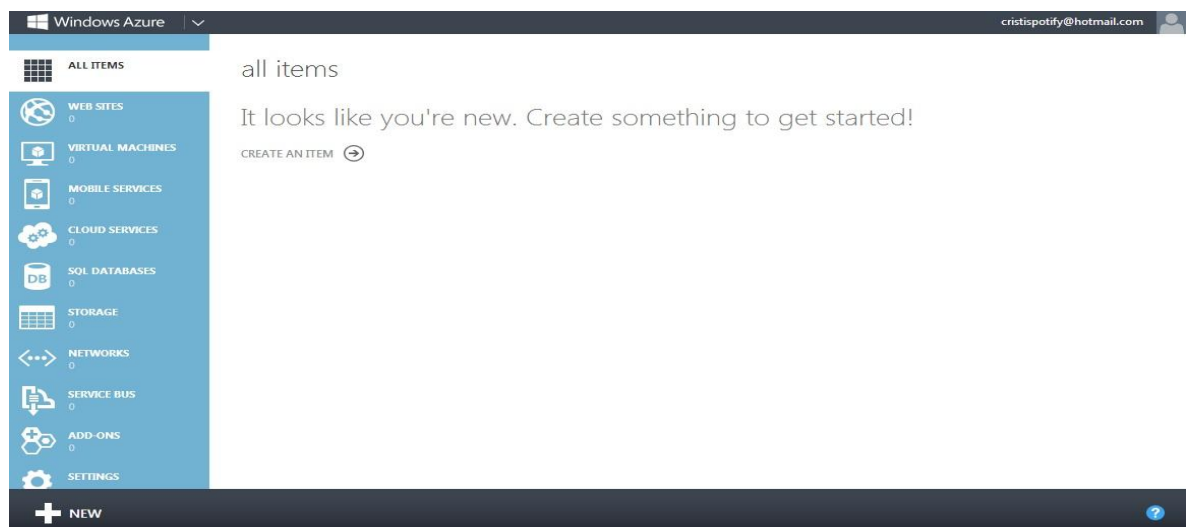 Windows Azure
cristispotify@hotmail.com
ALL ITEMS
WEB SITES
0
VIRTUAL MACHINES
0
MOBILE SERVICES
0
CLOUD SERVICES
0
DB
SQL DATABASES
0
STORAGE
0
NETWORKS
0
SERVICE BUS
0
ADD-ONS
0
SETTINGS
all items
It looks like you're new. Create something to get started!
CREATE AN ITEM
NEW
?